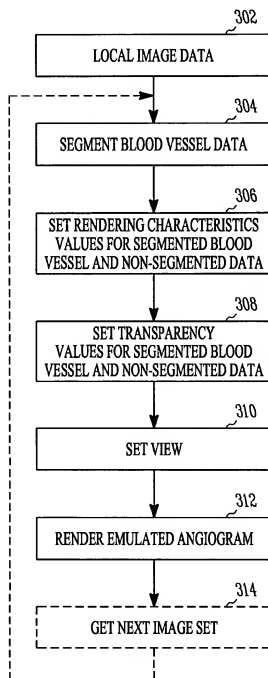 302
LOCAL IMAGE DATA
304
SEGMENT BLOOD VESSEL DATA
306
SET RENDERING CHARACTERISTICS
VALUES FOR SEGMENTED BLOOD
VESSEL AND NON-SEGMENTED DATA
308
SET TRANSPARENCY
VALUES FOR SEGMENTED BLOOD
VESSEL AND NON-SEGMENTED DATA
310
SET VIEW
312
RENDER EMULATED ANGIOGRAM
314
GET NEXT IMAGE SET